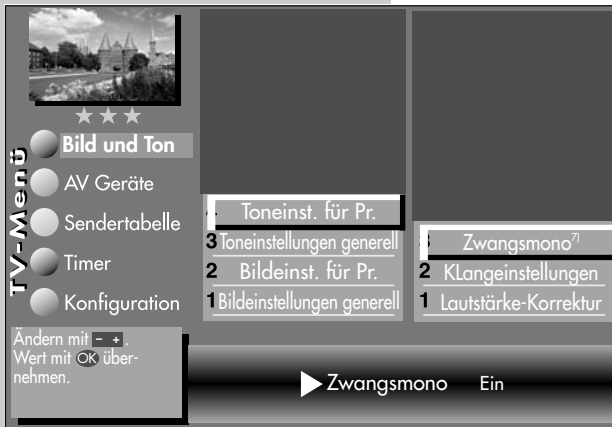 TV-Menü
Bild und Ton
AV Geräte
Sendertabelle
Timer
Konfiguration
Ändern mit - + .
Wert mit OK über-
nehmen.
4 Toneinst. für Pr.
3 Toneinstellungen generell
2 Bildeinst. für Pr.
1 Bildeinstellungen generell
3 Zwangsmono7)
2 KLangeinstellungen
1 Lautstärke-Korrektur
Zwangsmono Ein